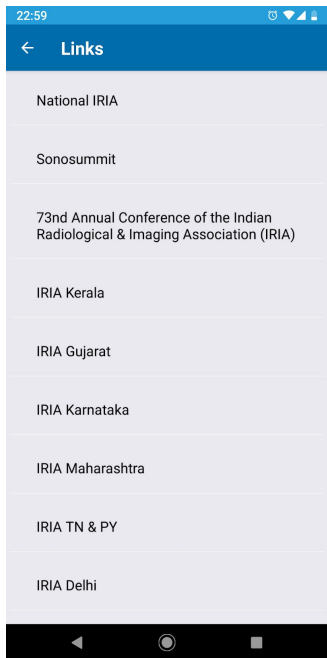 22:59
Links
National IRIA
Sonosummit
73nd Annual Conference of the Indian
Radiological & Imaging Association (IRIA)
IRIA Kerala
IRIA Gujarat
IRIA Karnataka
IRIA Maharashtra
IRIA TN & PY
IRIA Delhi